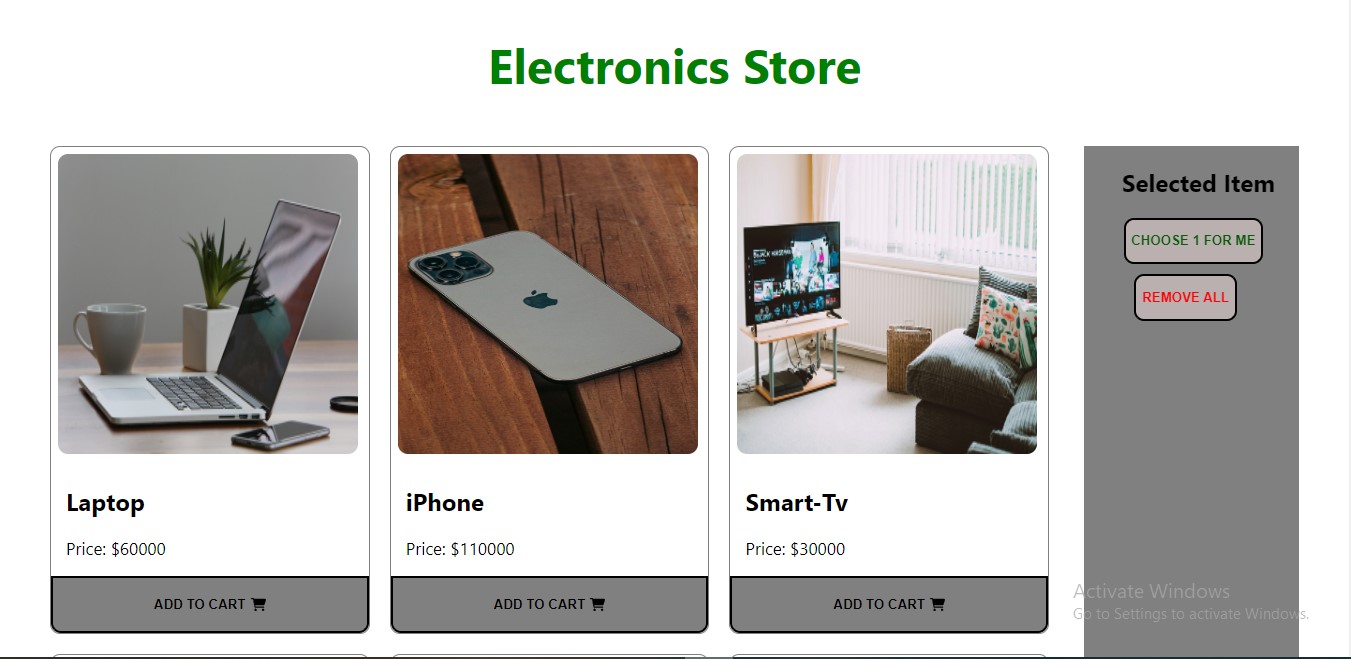 Electronics Store
Selected Item
CHOOSE 1 FOR ME
REMOVE ALL
Laptop
Price: $60000
ADD TO CART
iPhone
Price: $110000
ADD TO CART
Smart-Tv
Price: $30000
ADD TO CART
Activate Windows
Go to Settings to activate Windows.